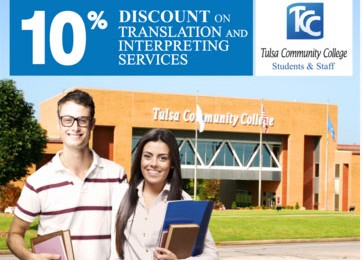 10%
DISCOUNT ON
TRANSLATION AND
INTERPRETING
SERVICES
TCC
Tulsa Community College
Students & Staff
Tulsa Community College